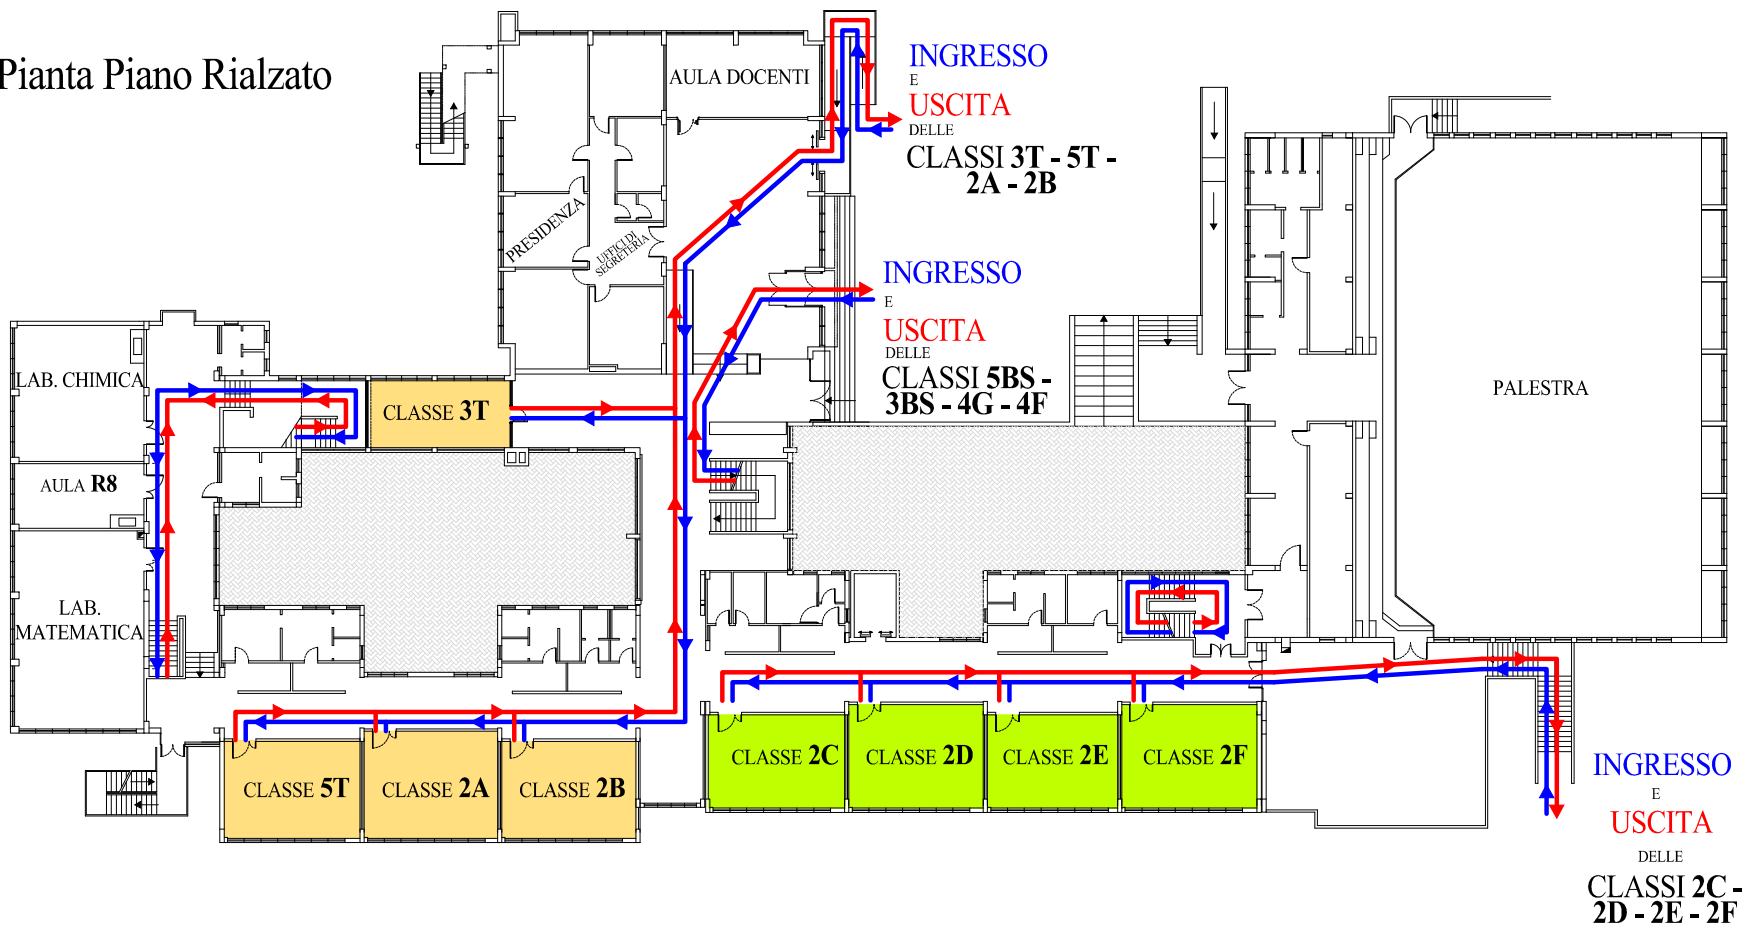 Pianta Piano Rialzato
AULA DOCENTI
INGRESSO
E
USCITA
DELLE
CLASSI 3T - 5T -
2A - 2B
PRESIDENZA
UFFICI DI
SEGRETERIA
INGRESSO
E
USCITA
DELLE
CLASSI 5BS -
3BS - 4G - 4F
LAB. CHIMICA
CLASSE 3T
PALESTRA
AULA R8
LAB.
MATEMATICA
CLASSE 5T
CLASSE 2A
CLASSE 2B
CLASSE 2C
CLASSE 2D
CLASSE 2E
CLASSE 2F
INGRESSO
E
USCITA
DELLE
CLASSI 2C -
2D - 2E - 2F